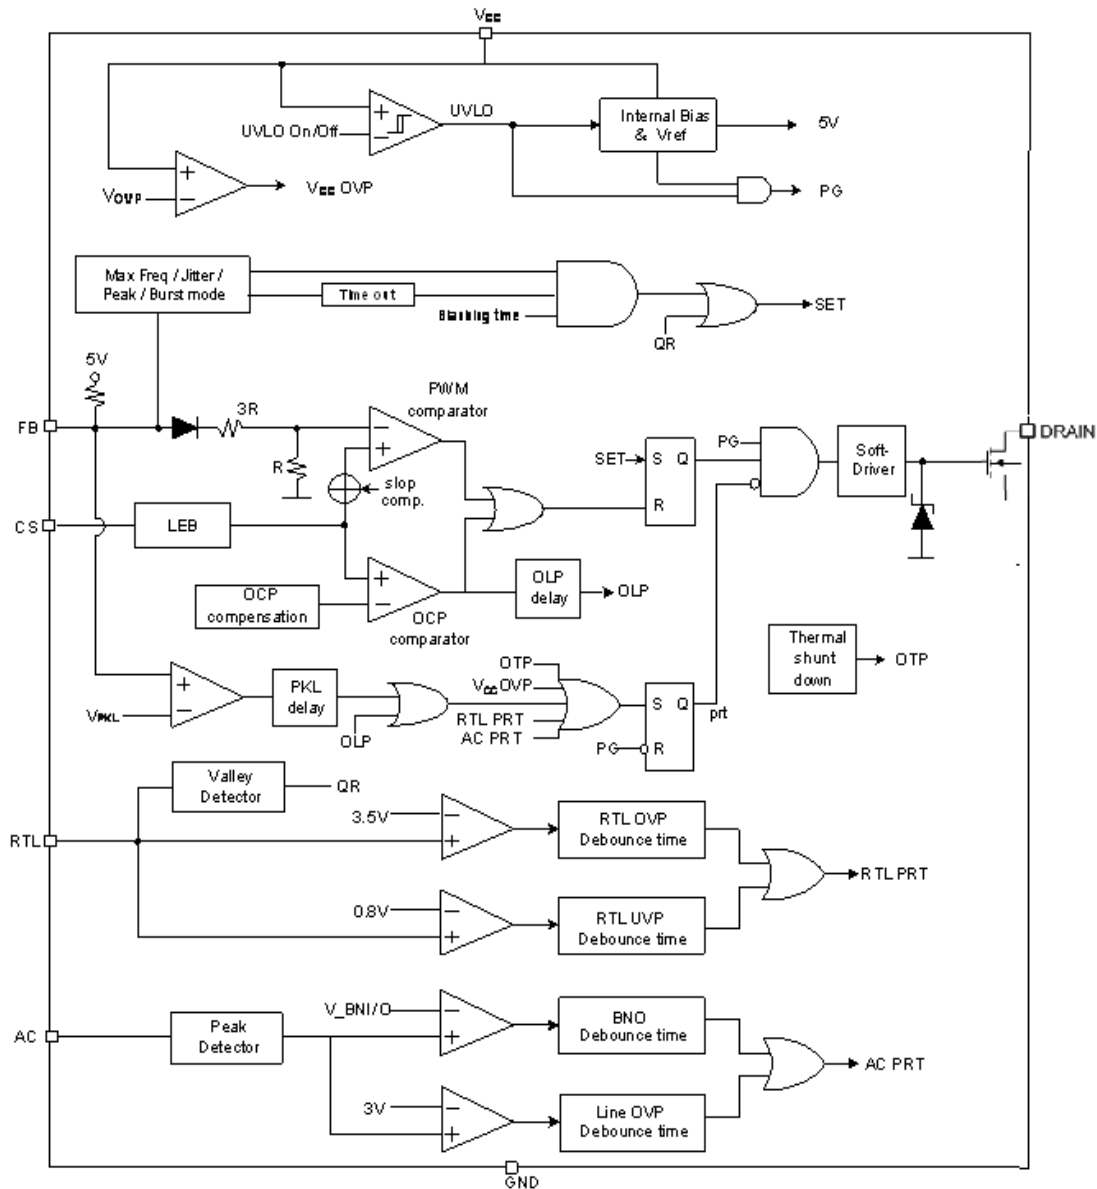 VCC
UVLO On/Off
UVLO
Internal Bias
& Vref
5V
VOVP
VCC OVP
PG
Max Freq / Jitter /
Peak / Burst mode
Time out
Blanking time
QR
SET
5V
FB
3R
R
PWM
comparator
slop
comp.
CS
LEB
OCP
compensation
OCP
comparator
OLP
delay
OLP
SET
S Q
R
PG
Soft-
Driver
DRAIN
Thermal
shunt
down
OTP
VPKL
PKL
delay
OLP
OTP
VCC OVP
RTL PRT
AC PRT
S Q
PG
R
prt
RTL
Valley
Detector
QR
3.5V
RTL OVP
Debounce time
0.8V
RTL UVP
Debounce time
RTL PRT
AC
Peak
Detector
V_BNI/O
BNO
Debounce time
3V
Line OVP
Debounce time
AC PRT
GND